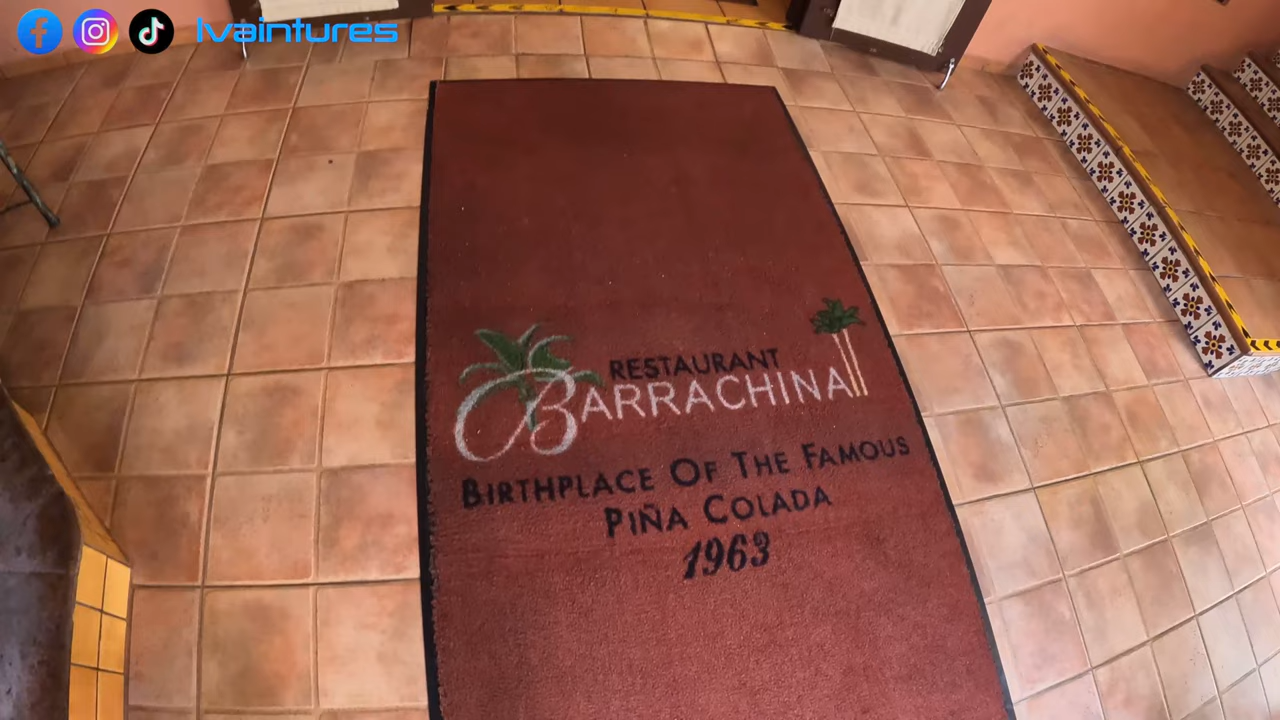 lvaintures
RESTAURANT
BARRACHINA
BIRTHPLACE OF THE FAMOUS
PIÑA COLADA
1963